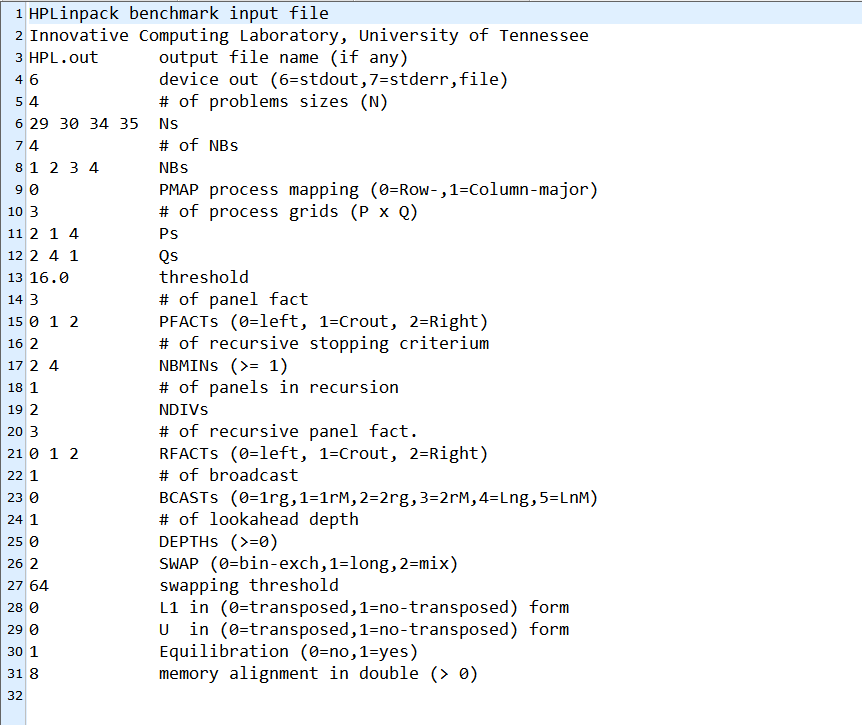 1 HPLinpack benchmark input file
2 Innovative Computing Laboratory, University of Tennessee
3 HPL.out      output file name (if any)
4 6            device out (6=stdout,7=stderr,file)
5 4            # of problems sizes (N)
6 29 30 34 35  Ns
7 4            # of NBs
8 1 2 3 4      NBs
9 0            PMAP process mapping (0=Row-,1=Column-major)
10 3            # of process grids (P x Q)
11 2 1 4        Ps
12 2 4 1        Qs
13 16.0         threshold
14 3            # of panel fact
15 0 1 2        PFACTs (0=left, 1=Crout, 2=Right)
16 2            # of recursive stopping criterium
17 2 4          NBMINs (>= 1)
18 1            # of panels in recursion
19 2            NDIVs
20 3            # of recursive panel fact.
21 0 1 2        RFACTs (0=left, 1=Crout, 2=Right)
22 1            # of broadcast
23 0            BCASTs (0=1rg,1=1rM,2=2rg,3=2rM,4=Lng,5=LnM)
24 1            # of lookahead depth
25 0            DEPTHs (>=0)
26 2            SWAP (0=bin-exch,1=long,2=mix)
27 64           swapping threshold
28 0            L1 in (0=transposed,1=no-transposed) form
29 0            U  in (0=transposed,1=no-transposed) form
30 1            Equilibration (0=no,1=yes)
31 8            memory alignment in double (> 0)
32